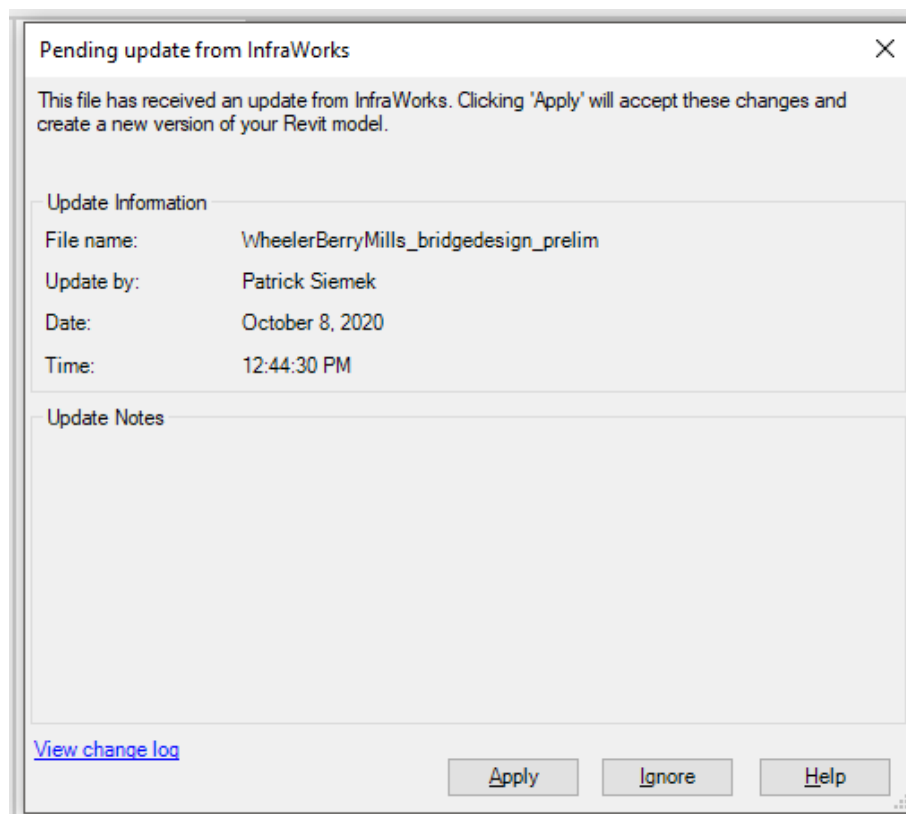 Pending update from InfraWorks
This file has received an update from InfraWorks. Clicking 'Apply' will accept these changes and
create a new version of your Revit model.
Update Information
File name: WheelerBerryMills_bridgedesign_prelim
Update by: Patrick Siemek
Date: October 8, 2020
Time: 12:44:30 PM
Update Notes
View change log
Apply Ignore Help